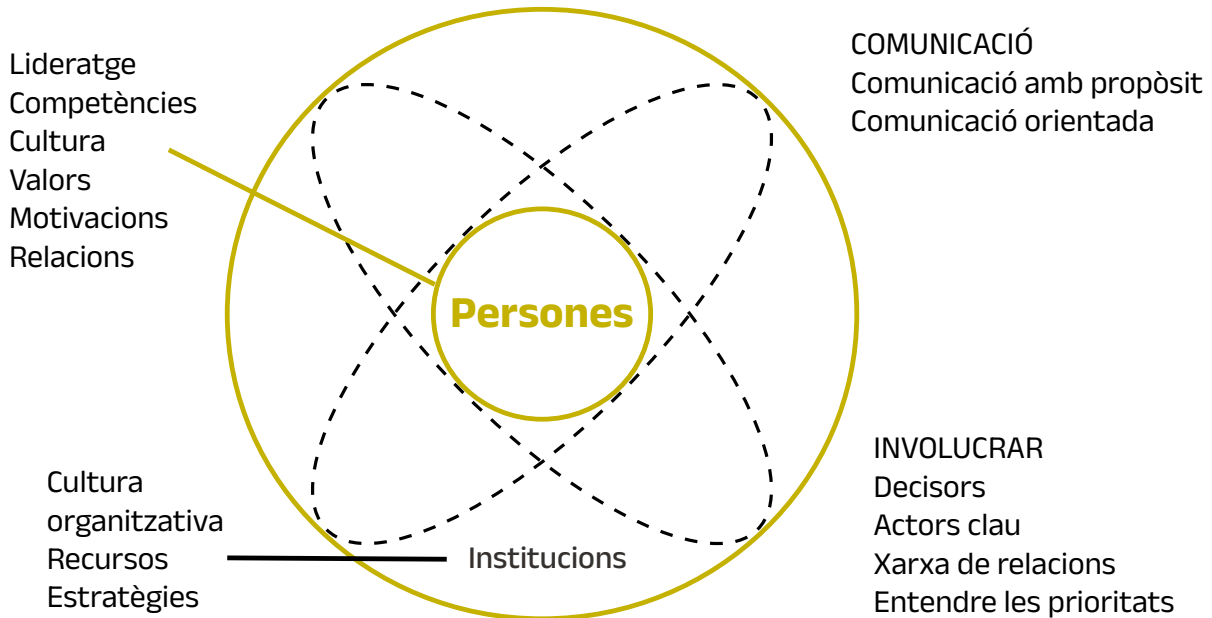 Lideratge
Competències
Cultura
Valors
Motivacions
Relacions
COMUNICACIÓ
Comunicació amb propòsit
Comunicació orientada
Persones
Cultura
organitzativa
Recursos
Estratègies
Institucions
INVOLUCRAR
Decisors
Actors clau
Xarxa de relacions
Entendre les prioritats